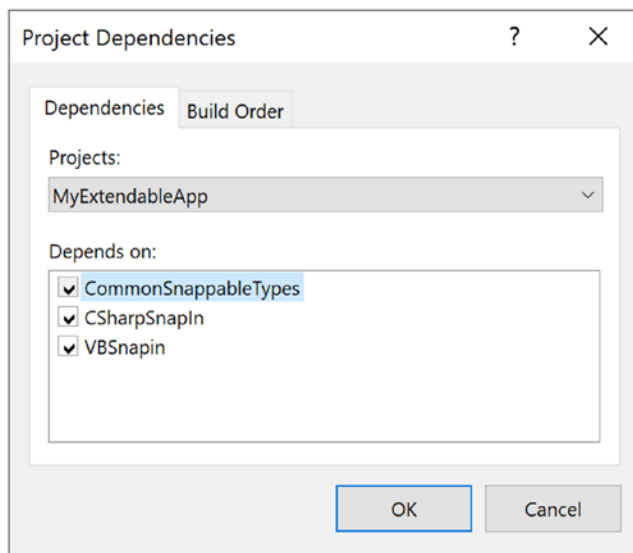 Project Dependencies ?
Dependencies
Build Order
Projects:
MyExtendableApp
Depends on:
CommonSnappableTypes
CSharpSnapIn
VBSnapin
OK
Cancel